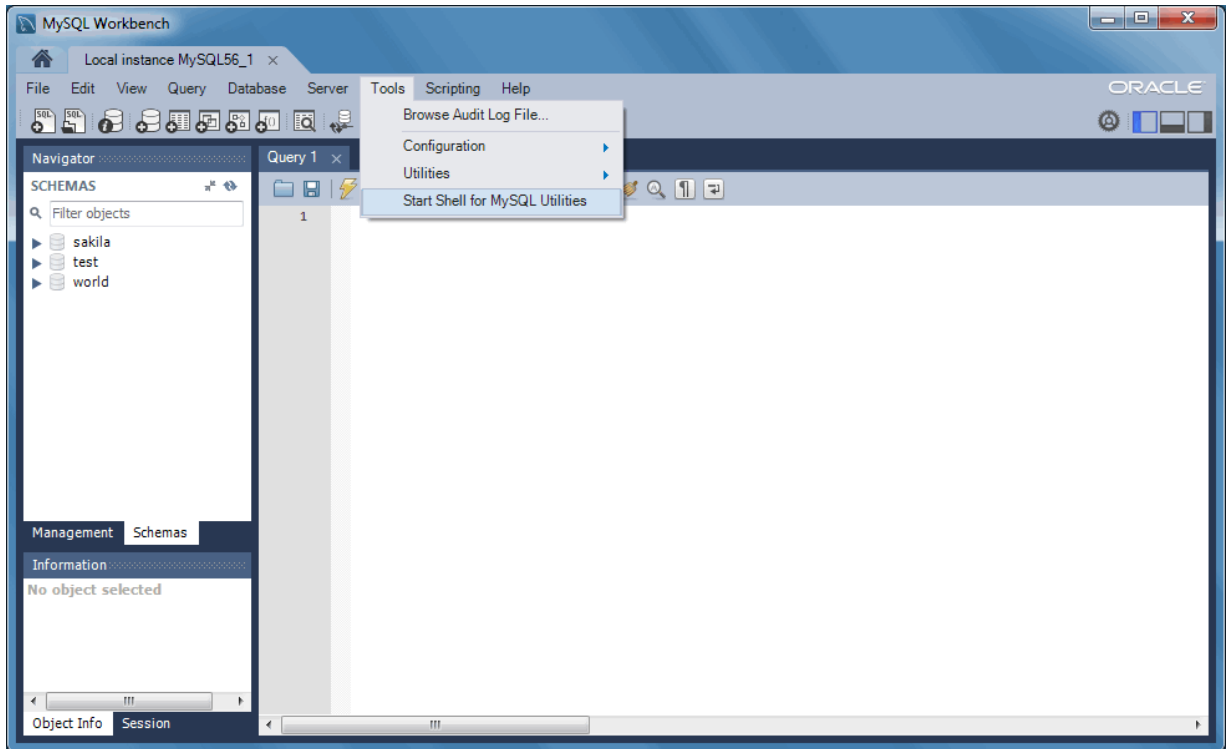 MySQL Workbench
Local instance MySQL56_1
File Edit View Query Database Server Tools Scripting Help
ORACLE
SQL SQL
Browse Audit Log File...
Configuration
Utilities
Start Shell for MySQL Utilities
Navigator
SCHEMAS
Filter objects
sakila
test
world
Query 1
1
Management Schemas
Information
No object selected
Object Info Session